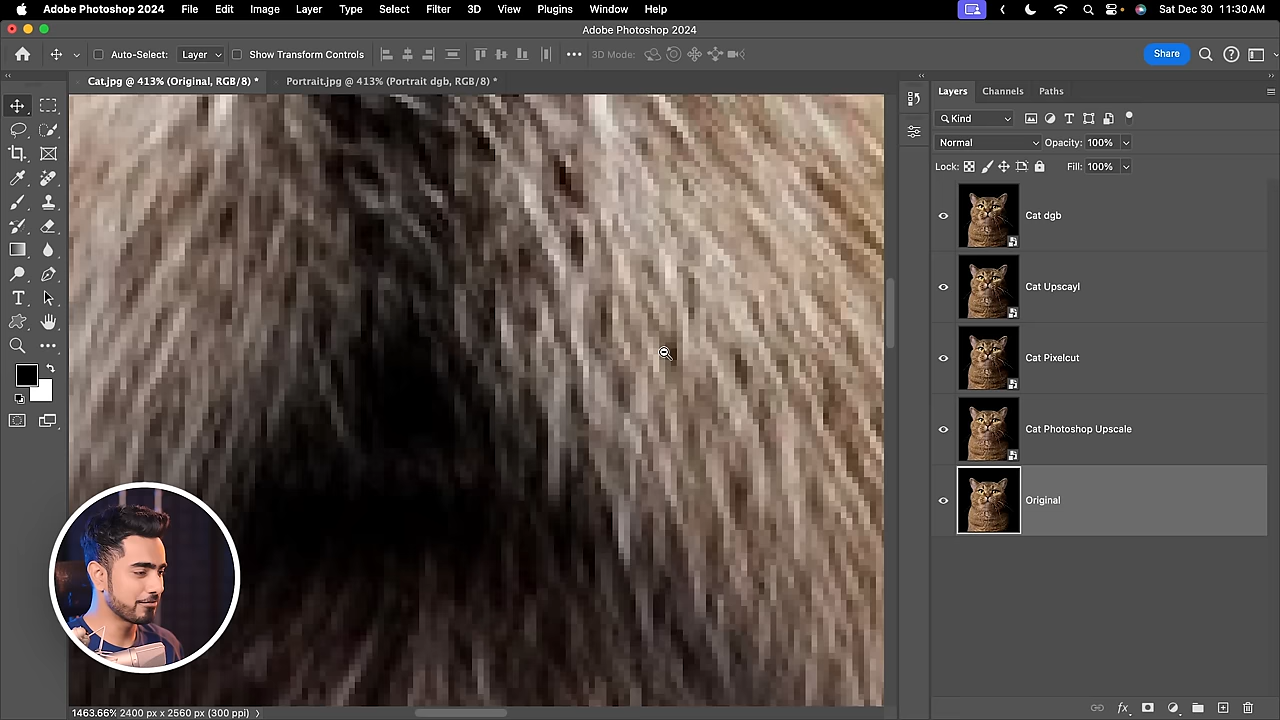 Adobe Photoshop 2024 File Edit Image Layer Type Select Filter 3D View Plugins Window Help Sat Dec 30 11:30 AM
Adobe Photoshop 2024
Auto-Select: Layer Show Transform Controls 3D Mode: Share
Cat.jpg @ 413% (Original, RGB/8) * Portrait.jpg @ 413% (Portrait dgb, RGB/8) *
Layers Channels Paths
Kind
Normal Opacity: 100%
Lock: Fill: 100%
Cat dgb
Cat Upscayl
Cat Pixelcut
Cat Photoshop Upscale
Original
1463.66% 2400 px x 2560 px (300 ppi)